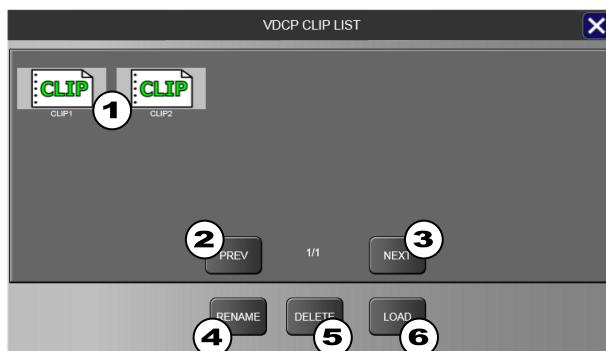 VDCP CLIP LIST
CLIP CLIP
1
CLIP1 CLIP2
2 3
PREV 1/1 NEXT
RENAME DELETE LOAD
4 5 6